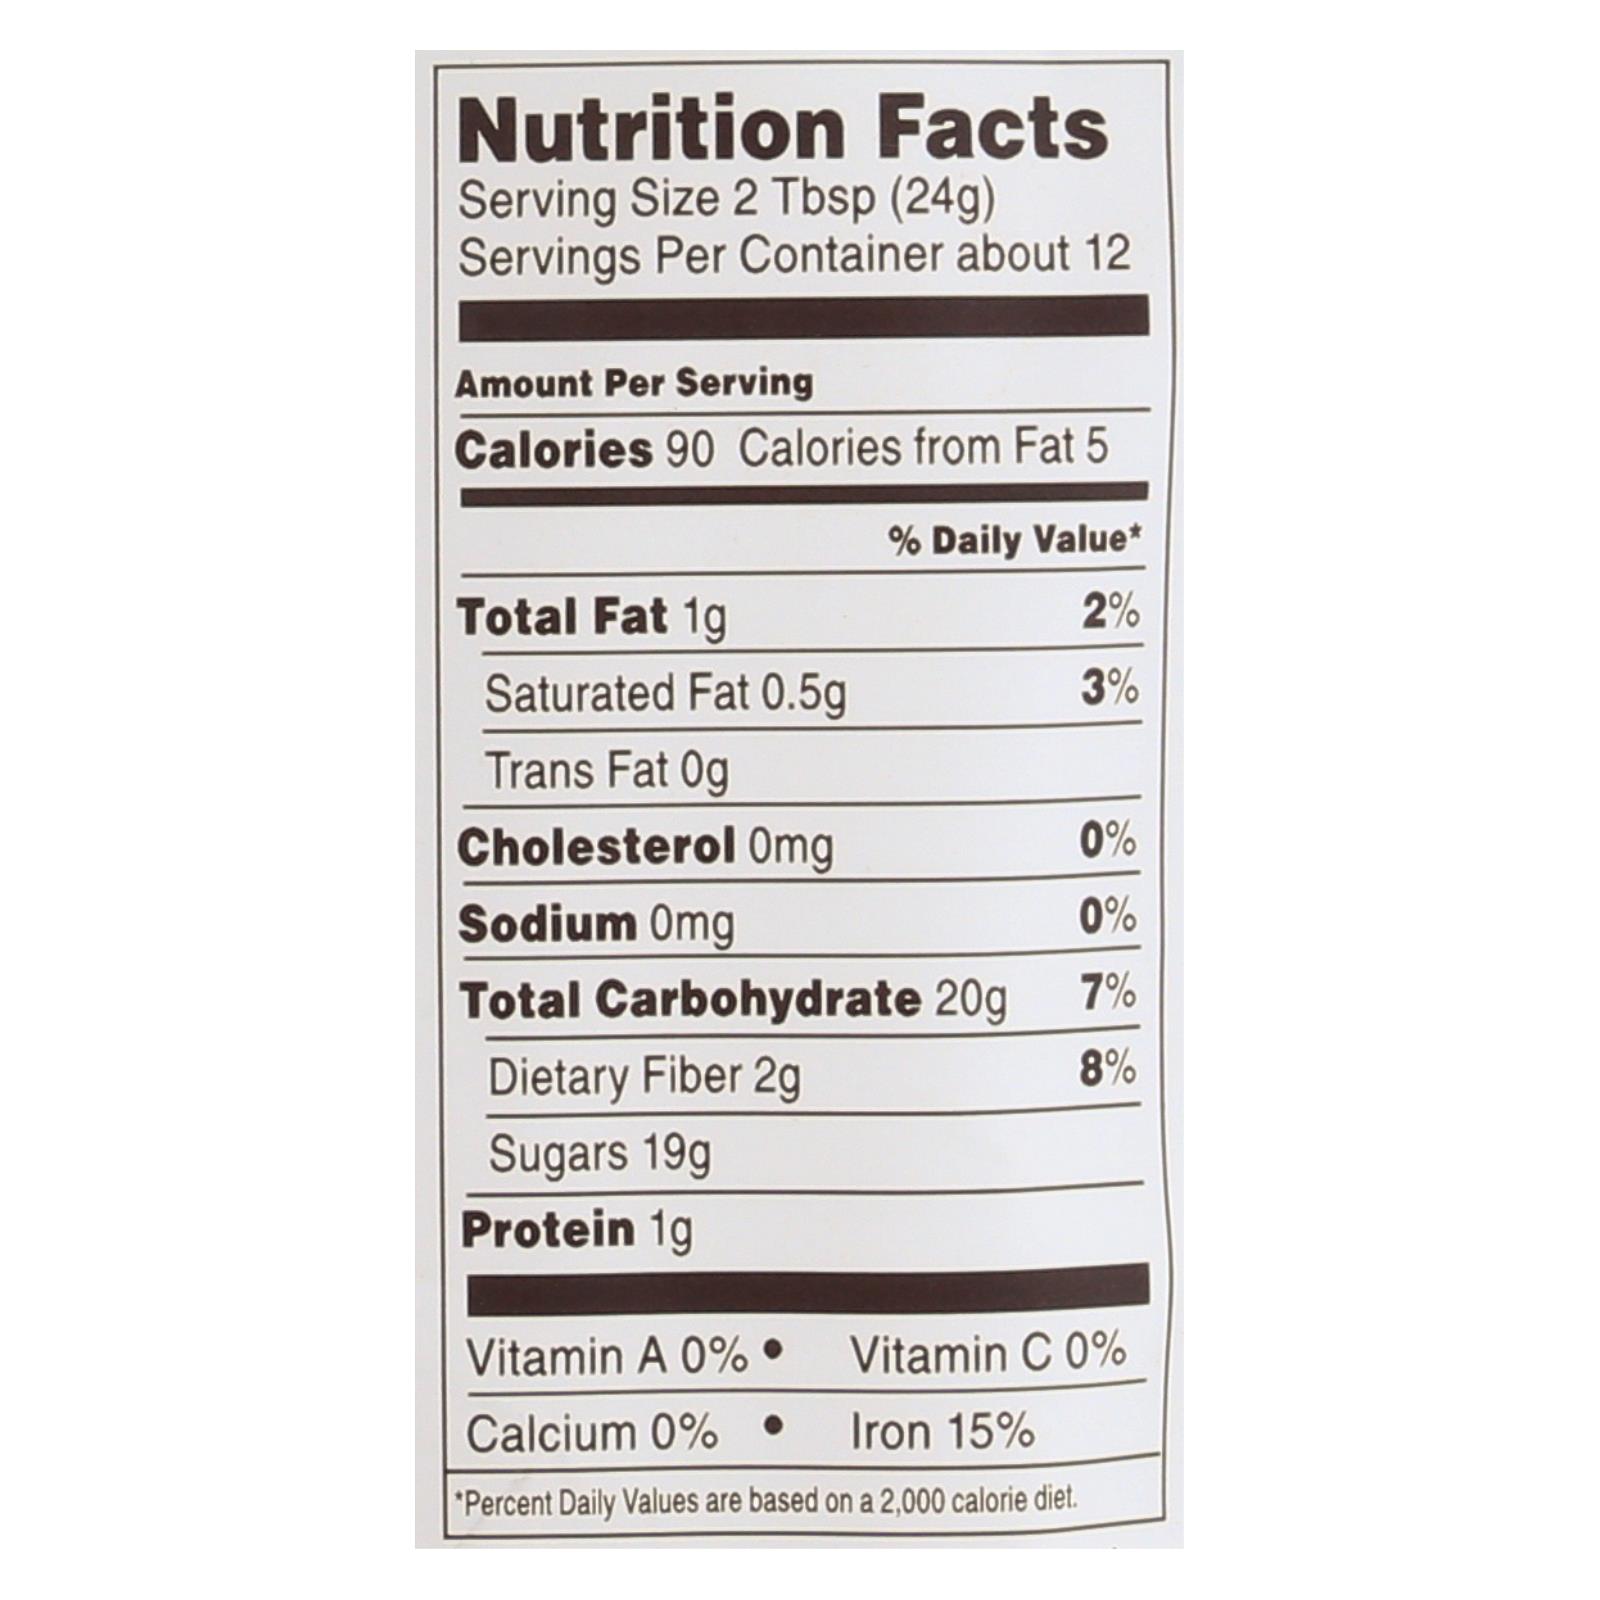 Nutrition Facts
Serving Size 2 Tbsp (24g)
Servings Per Container about 12
Amount Per Serving
Calories 90 Calories from Fat 5
% Daily Value*
Total Fat 1g 2%
Saturated Fat 0.5g 3%
Trans Fat 0g
Cholesterol 0mg 0%
Sodium 0mg 0%
Total Carbohydrate 20g 7%
Dietary Fiber 2g 8%
Sugars 19g
Protein 1g
Vitamin A 0% • Vitamin C 0%
Calcium 0% • Iron 15%
*Percent Daily Values are based on a 2,000 calorie diet.